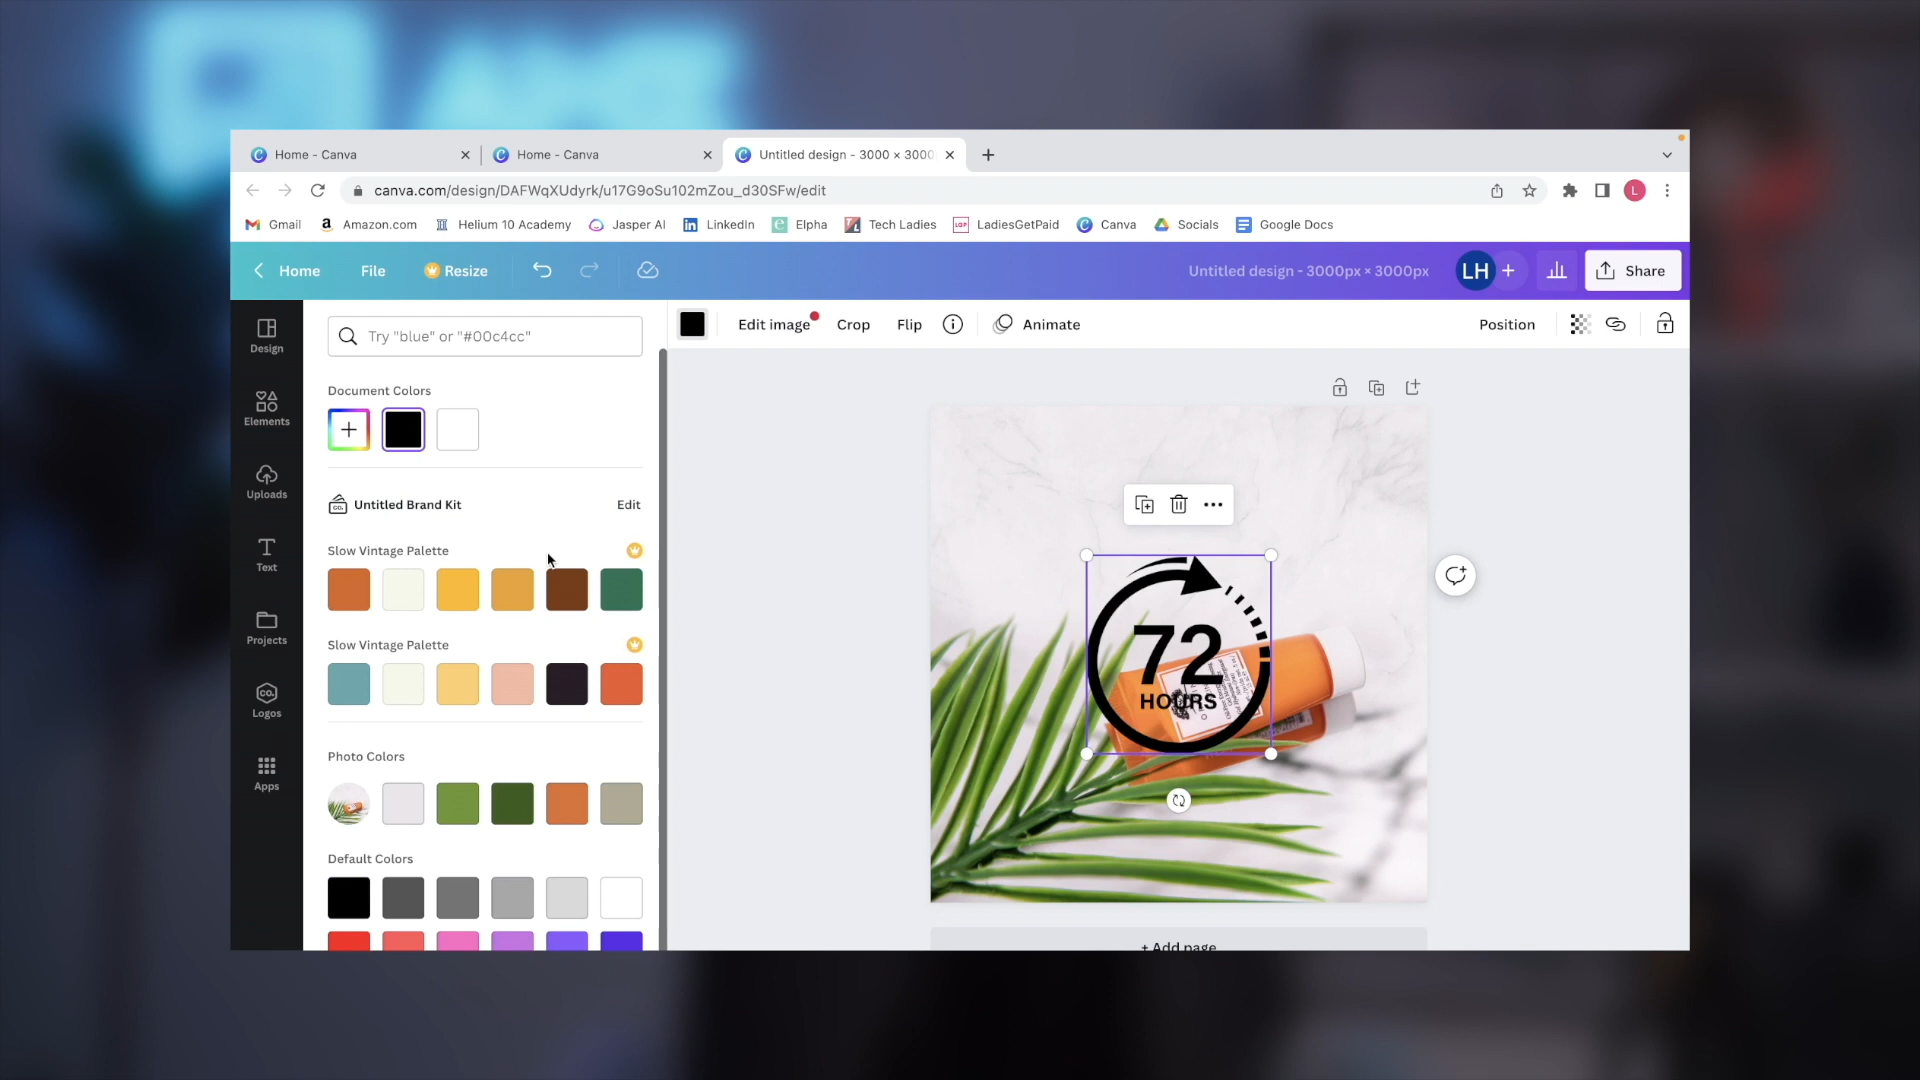 Home - Canva
Home - Canva
Untitled design - 3000 × 3000
canva.com/design/DAFWqXUdyrk/u17G9oSu102mZou_d30SFw/edit
L
Gmail
Amazon.com
Helium 10 Academy
Jasper AI
LinkedIn
Elpha
Tech Ladies
LadiesGetPaid
Canva
Socials
Google Docs
Home
File
Resize
Untitled design - 3000px × 3000px
LH
Share
Design
Elements
Uploads
Text
Projects
CO.
Logos
Apps
Try "blue" or "#00c4cc"
Document Colors
Untitled Brand Kit
Edit
Slow Vintage Palette
Slow Vintage Palette
Photo Colors
Default Colors
Edit image
Crop
Flip
Animate
Position
72
HOURS
+ Add page